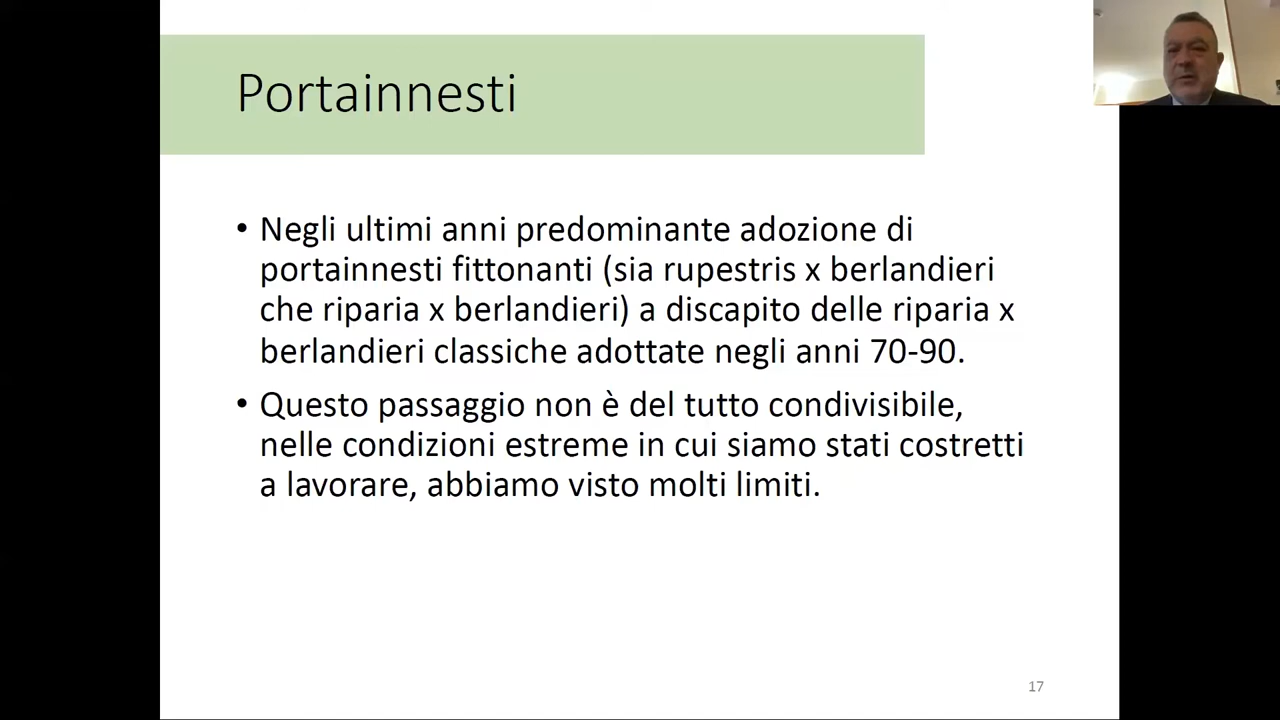 Portainnesti
• Negli ultimi anni predominante adozione di
portainnesti fittonanti (sia rupestris x berlandieri
che riparia x berlandieri) a discapito delle riparia x
berlandieri classiche adottate negli anni 70-90.
• Questo passaggio non è del tutto condivisibile,
nelle condizioni estreme in cui siamo stati costretti
a lavorare, abbiamo visto molti limiti.
17